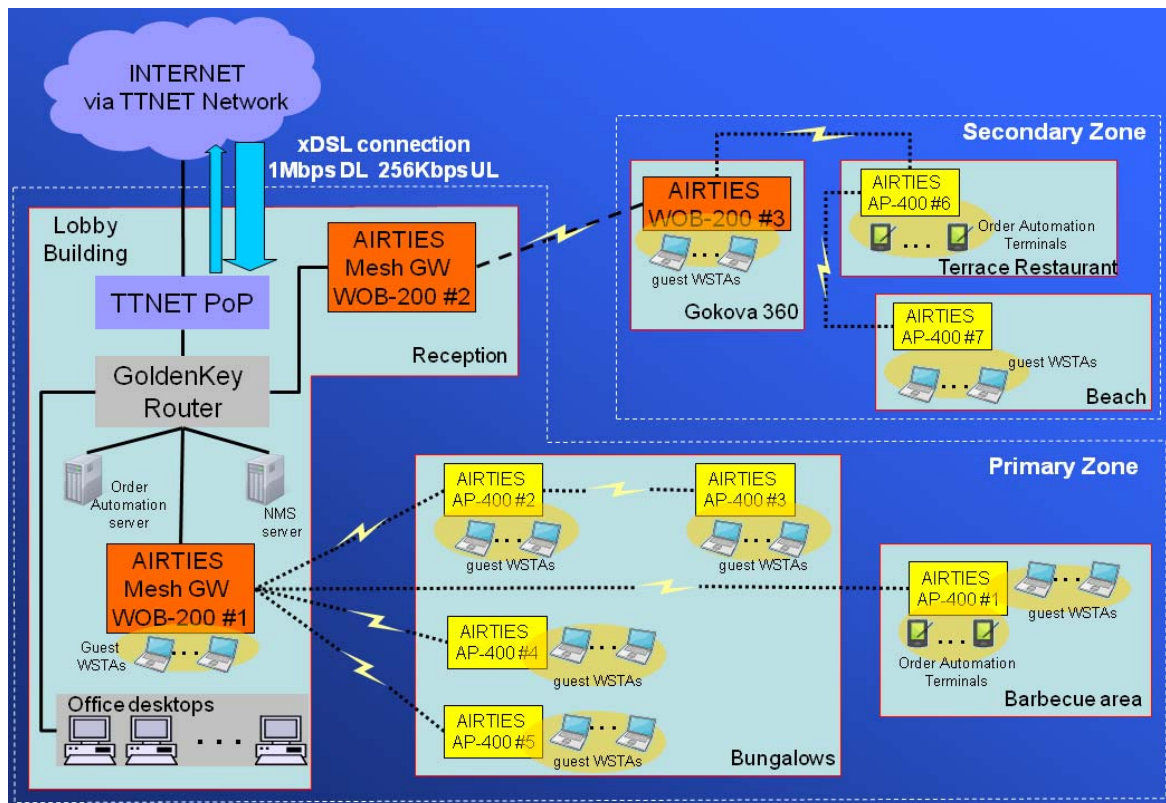 INTERNET
via TTNET Network
xDSL connection
1Mbps DL 256Kbps UL
Lobby
Building
TTNET PoP
GoldenKey
Router
AIRTIES
Mesh GW
WOB-200 #2
Reception
Order
Automation
server
NMS
server
AIRTIES
Mesh GW
WOB-200 #1
Guest
WSTAs
...
Office desktops
...
Secondary Zone
AIRTIES
WOB-200 #3
...
guest WSTAs
Gokova 360
AIRTIES
AP-400 #6
...
Order Automation
Terminals
Terrace Restaurant
AIRTIES
AP-400 #7
guest WSTAs
...
Beach
Primary Zone
AIRTIES
AP-400 #2
...
guest WSTAs
AIRTIES
AP-400 #3
...
guest WSTAs
AIRTIES
AP-400 #4
...
guest WSTAs
AIRTIES
AP-400 #5
...
guest WSTAs
Bungalows
AIRTIES
AP-400 #1
...
guest WSTAs
...
Order Automation
Terminals
Barbecue area